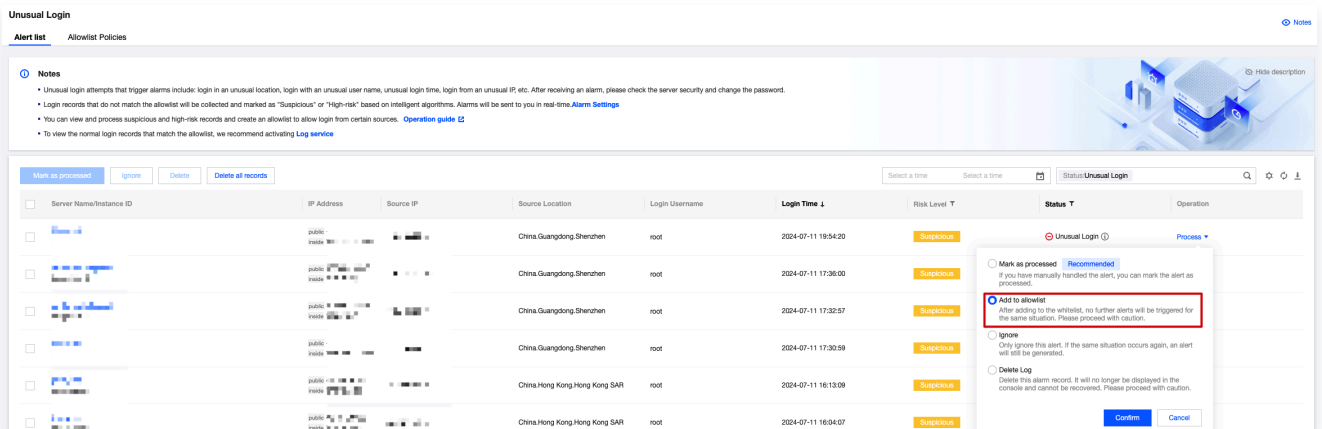 Unusual Login
Notes
Alert list Allowlist Policies
Notes
Hide description
• Unusual login attempts that trigger alarms include: login in an unusual location, login with an unusual user name, unusual login time, login from an unusual IP, etc. After receiving an alarm, please check the server security and change the password.
• Login records that do not match the allowlist will be collected and marked as "Suspicious" or "High-risk" based on intelligent algorithms. Alarms will be sent to you in real-time.Alarm Settings
• You can view and process suspicious and high-risk records and create an allowlist to allow login from certain sources. Operation guide
• To view the normal login records that match the allowlist, we recommend activating Log service
Mark as processed Ignore Delete Delete all records Select a time Select a time Status:Unusual Login
Server Name/Instance ID IP Address Source IP Source Location Login Username Login Time ↓ Risk Level Status Operation
public -
inside
China.Guangdong.Shenzhen root 2024-07-11 19:54:20 Suspicious Unusual Login Process
public
inside
China.Guangdong.Shenzhen root 2024-07-11 17:36:00 Suspicious
public
inside
China.Guangdong.Shenzhen root 2024-07-11 17:32:57 Suspicious
public
inside
China.Guangdong.Shenzhen root 2024-07-11 17:30:59 Suspicious
public
inside
China.Hong Kong.Hong Kong SAR root 2024-07-11 16:13:09 Suspicious
public
inside
China.Hong Kong.Hong Kong SAR root 2024-07-11 16:04:07 Suspicious
Mark as processed Recommended
If you have manually handled the alert, you can mark the alert as
processed.
Add to allowlist
After adding to the whitelist, no further alerts will be triggered for
the same situation. Please proceed with caution.
Ignore
Only ignore this alert. If the same situation occurs again, an alert
will still be generated.
Delete Log
Delete this alarm record. It will no longer be displayed in the
console and cannot be recovered. Please proceed with caution.
Confirm Cancel